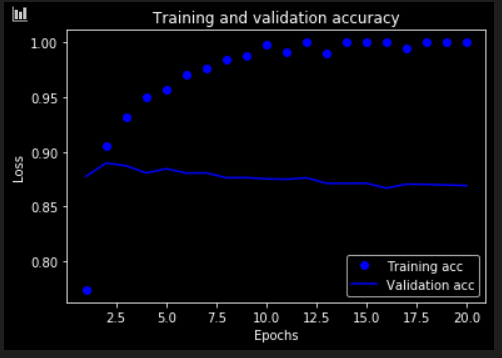 Training and validation accuracy
1.00
0.95
0.90
0.85
0.80
Loss
Training acc
Validation acc
2.5 5.0 7.5 10.0 12.5 15.0 17.5 20.0
Epochs